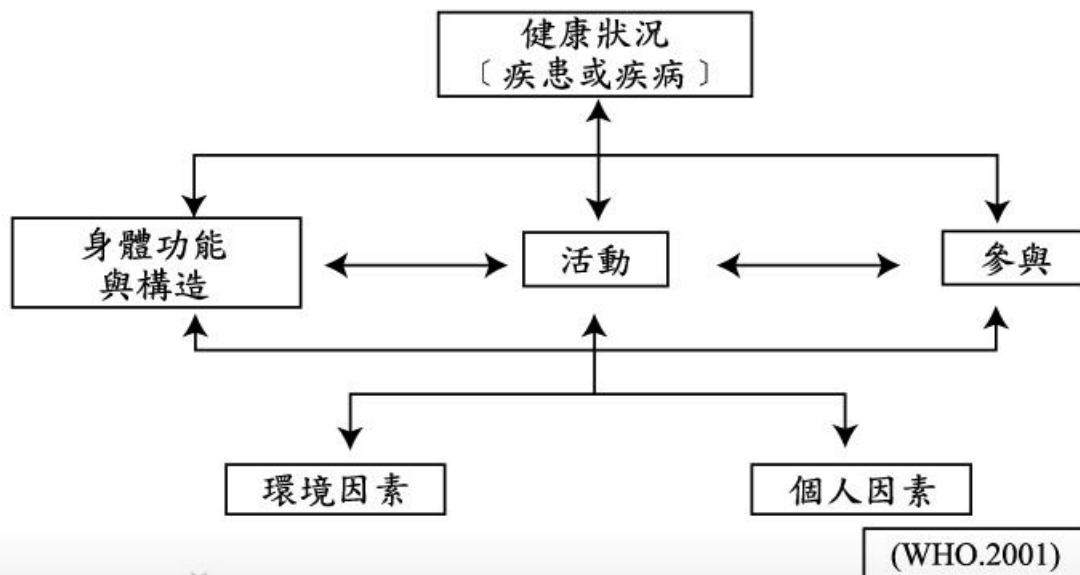 健康狀況
〔疾患或疾病〕
身體功能
與構造
活動
參與
環境因素
個人因素
(WHO.2001)